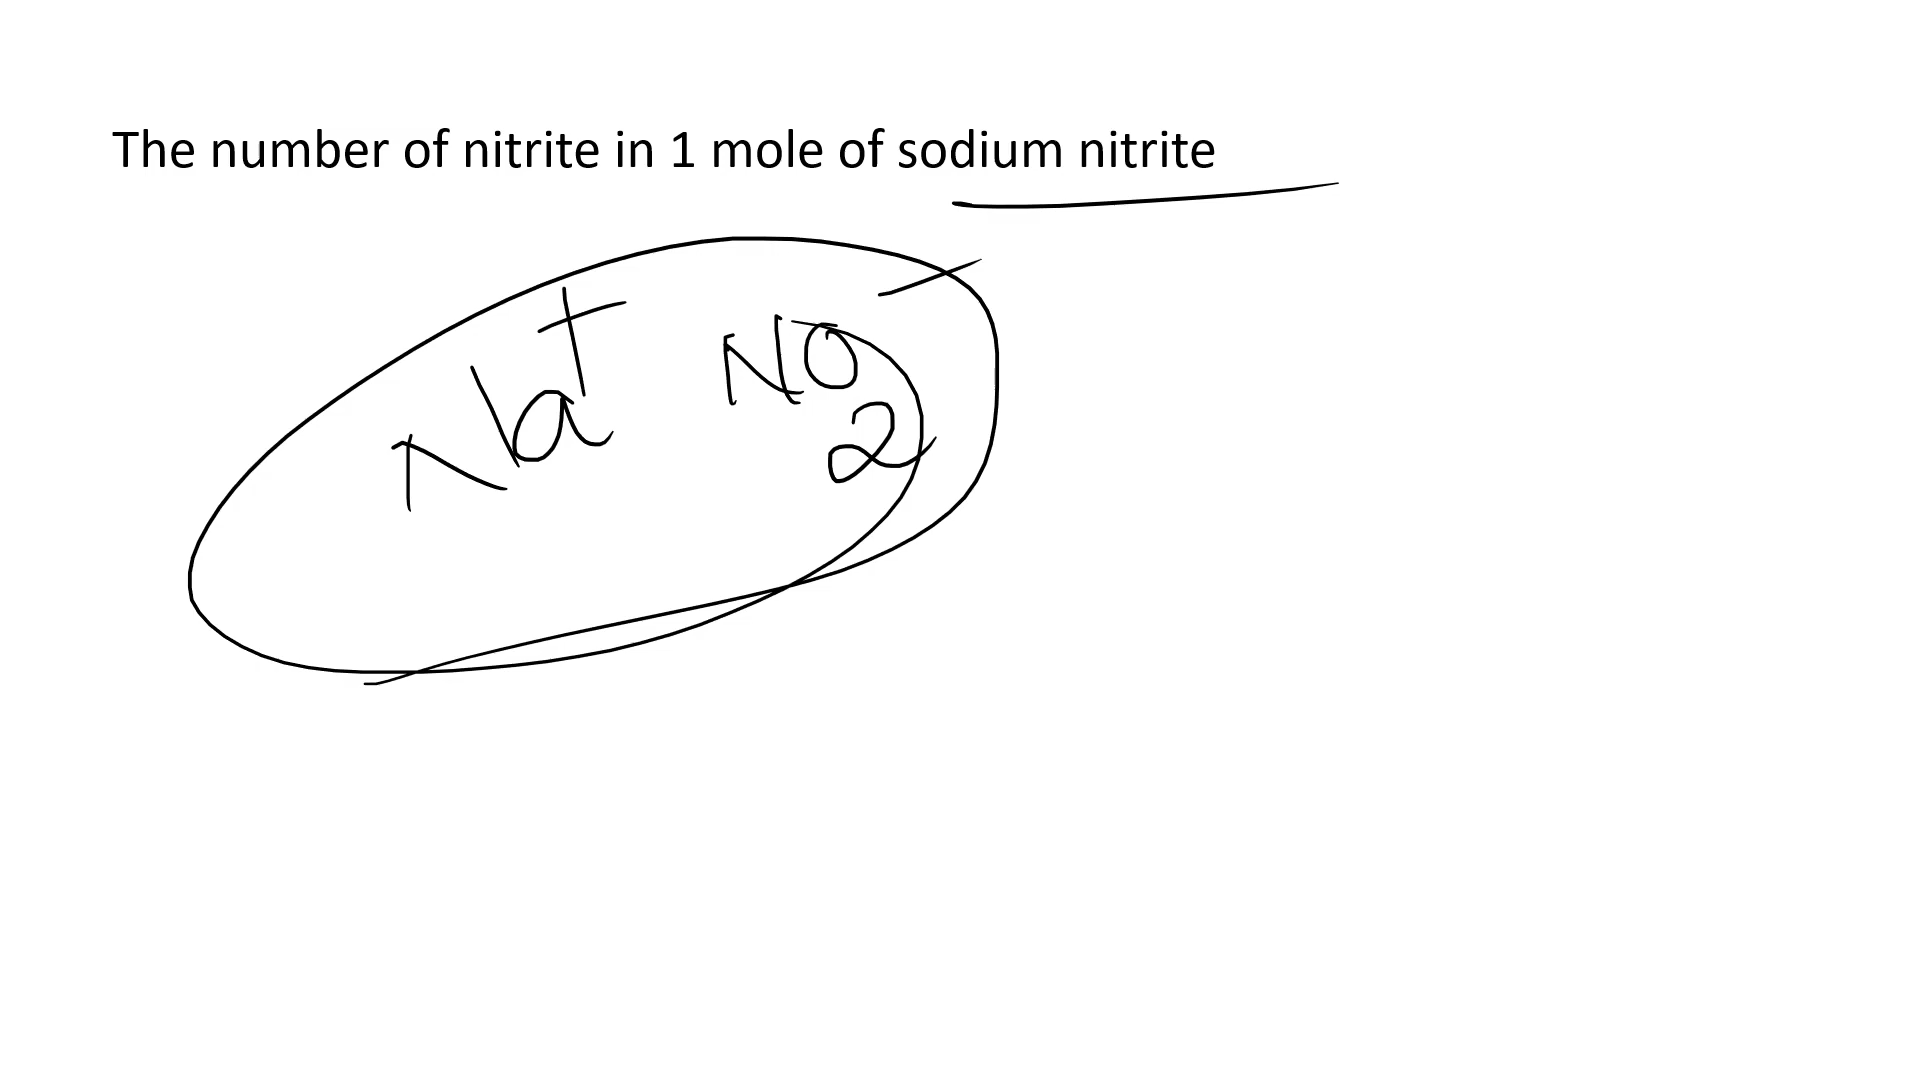 The number of nitrite in 1 mole of sodium nitrite
Na+ NO2-